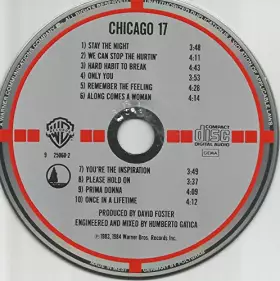 CHICAGO 17
1) STAY THE NIGHT 3:48
2) WE CAN STOP THE HURTIN' 4:11
3) HARD HABIT TO BREAK 4:43
4) ONLY YOU 3:53
5) REMEMBER THE FEELING 4:28
6) ALONG COMES A WOMAN 4:14
COMPACT
disc
DIGITAL AUDIO
9 25060-2
7) YOU'RE THE INSPIRATION 3:49
8) PLEASE HOLD ON 3:37
9) PRIMA DONNA 4:09
10) ONCE IN A LIFETIME 4:12
PRODUCED BY DAVID FOSTER
ENGINEERED AND MIXED BY HUMBERTO GATICA
℗ 1983, 1984 Warner Bros. Records Inc.